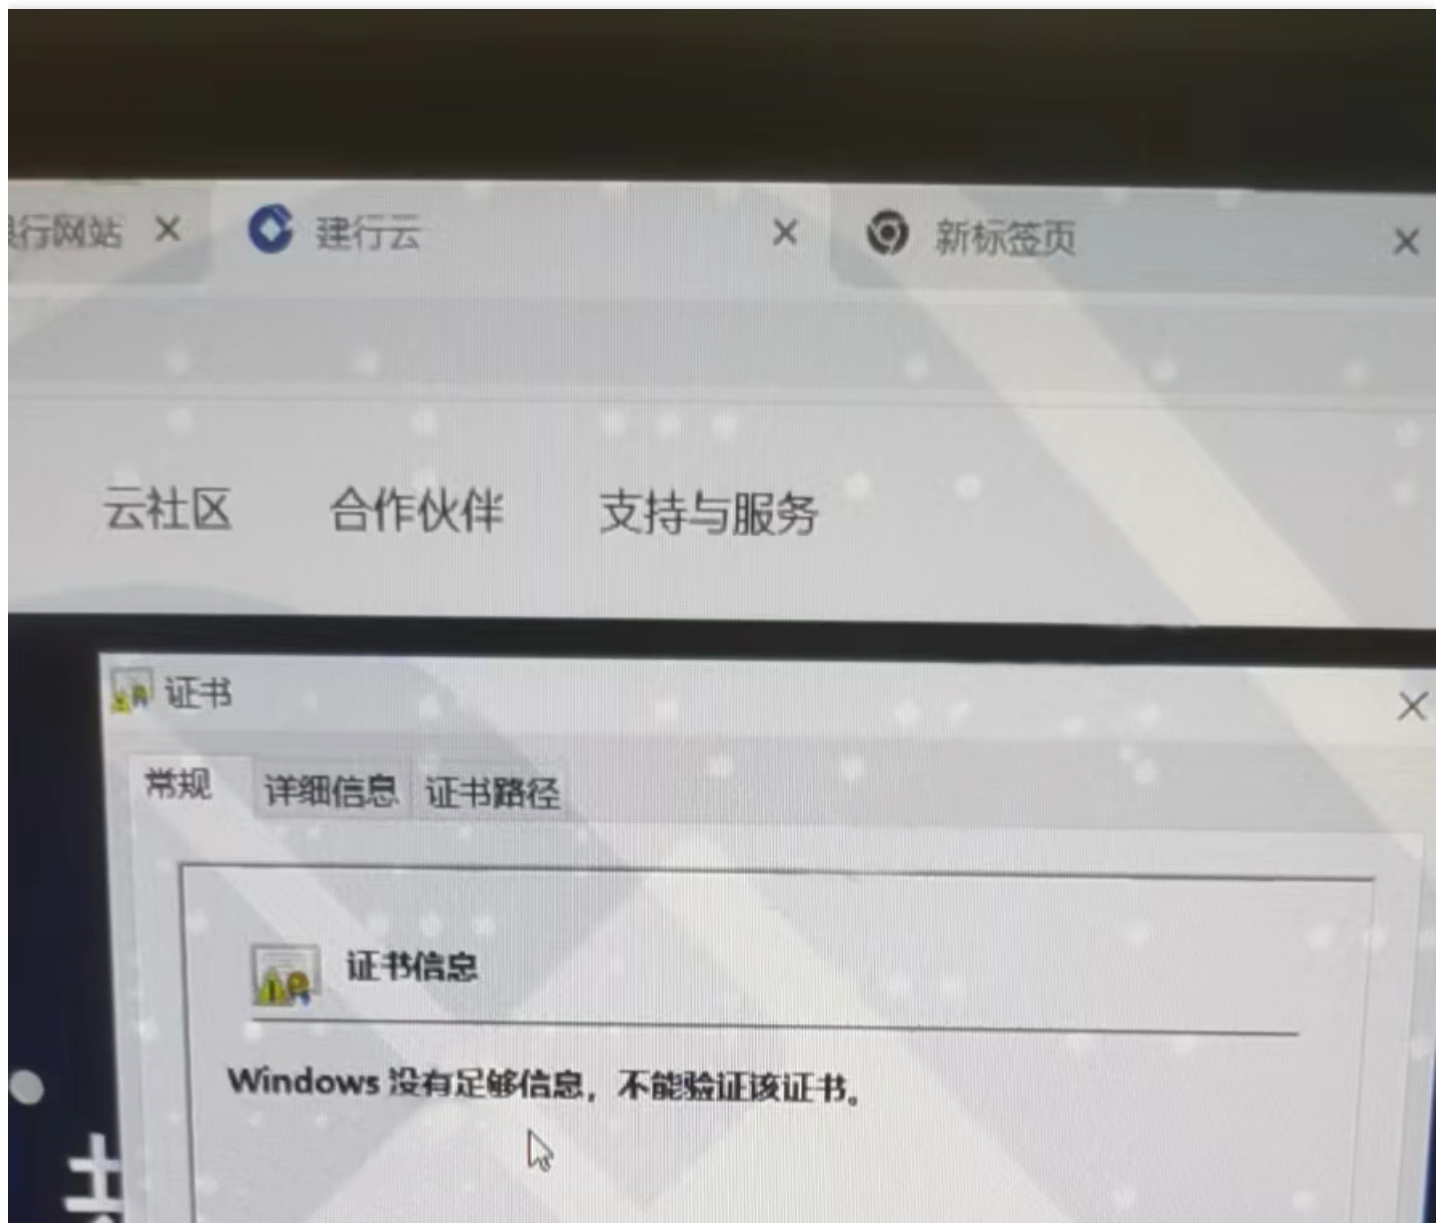 行网站
建行云
新标签页
云社区
合作伙伴
支持与服务
证书
常规
详细信息
证书路径
证书信息
Windows 没有足够信息，不能验证该证书。